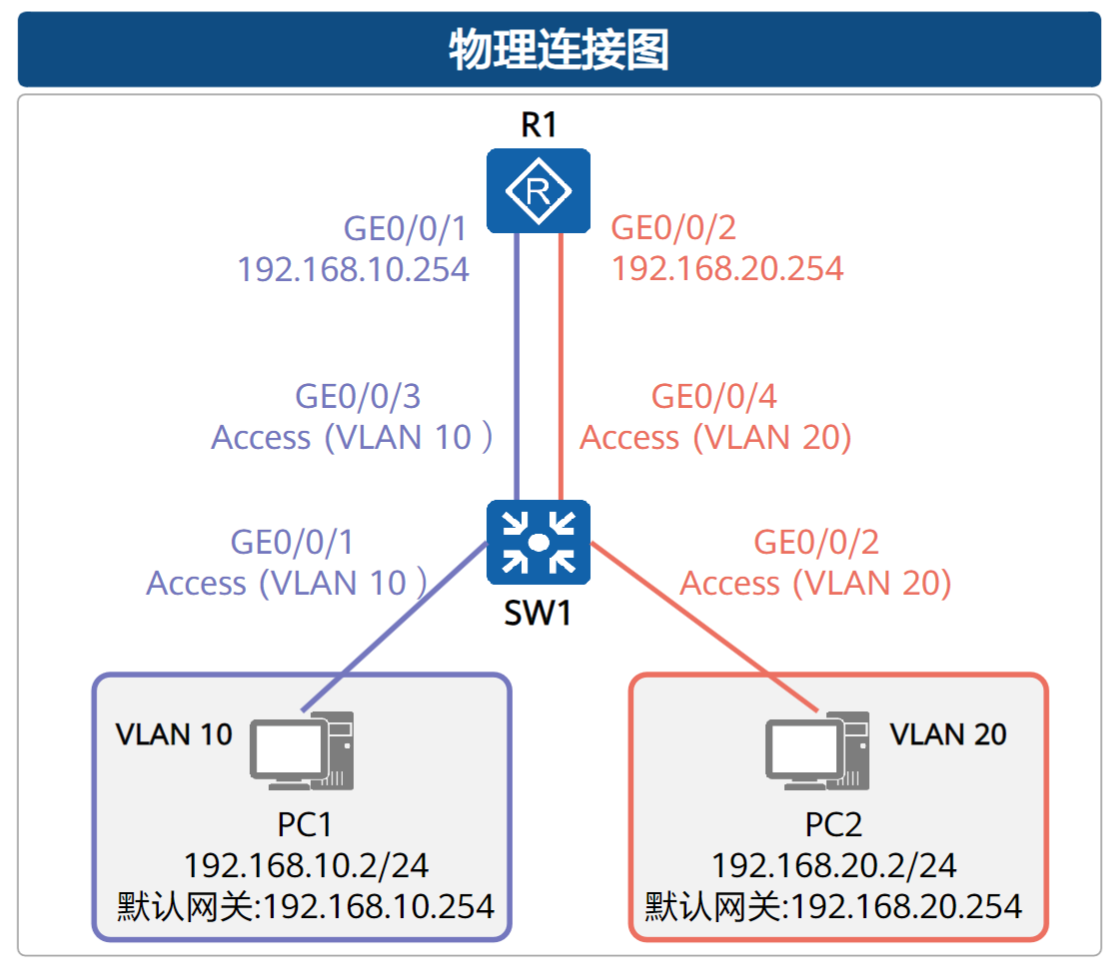 物理连接图
R1
R
GE0/0/1
192.168.10.254
GE0/0/2
192.168.20.254
GE0/0/3
Access (VLAN 10 )
GE0/0/4
Access (VLAN 20)
GE0/0/1
Access (VLAN 10 )
GE0/0/2
Access (VLAN 20)
SW1
VLAN 10
PC1
192.168.10.2/24
默认网关:192.168.10.254
VLAN 20
PC2
192.168.20.2/24
默认网关:192.168.20.254